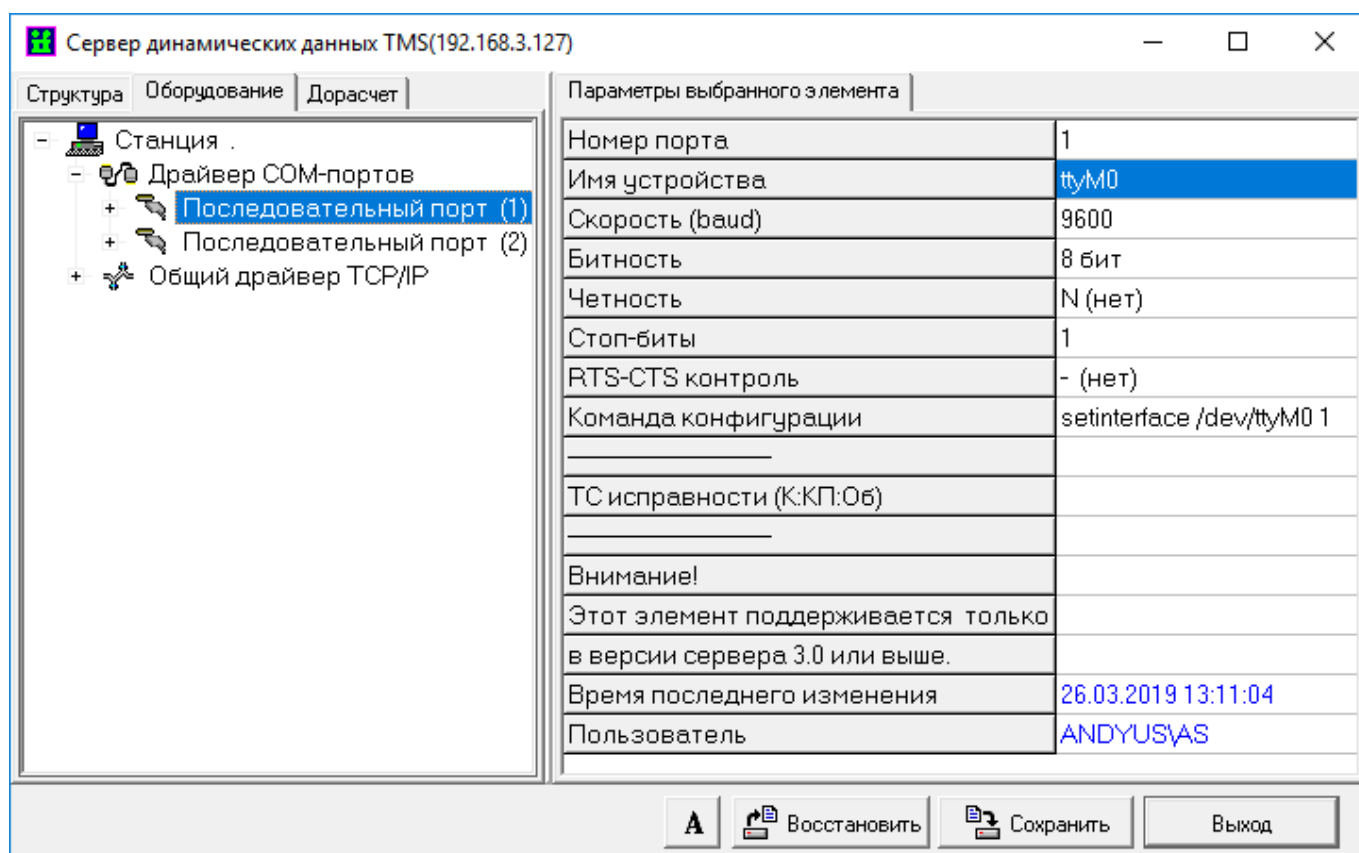 Сервер динамических данных TMS(192.168.3.127)
Структура Оборудование Дорасчет
Параметры выбранного элемента
Станция .
Драйвер COM-портов
Последовательный порт (1)
Последовательный порт (2)
Общий драйвер TCP/IP
Номер порта 1
Имя устройства ttyM0
Скорость (baud) 9600
Битность 8 бит
Четность N (нет)
Стоп-биты 1
RTS-CTS контроль - (нет)
Команда конфигурации setinterface /dev/ttyM0 1
ТС исправности (К:КП:Об)
Внимание!
Этот элемент поддерживается только
в версии сервера 3.0 или выше.
Время последнего изменения 26.03.2019 13:11:04
Пользователь ANDYUS\AS
A Восстановить Сохранить Выход